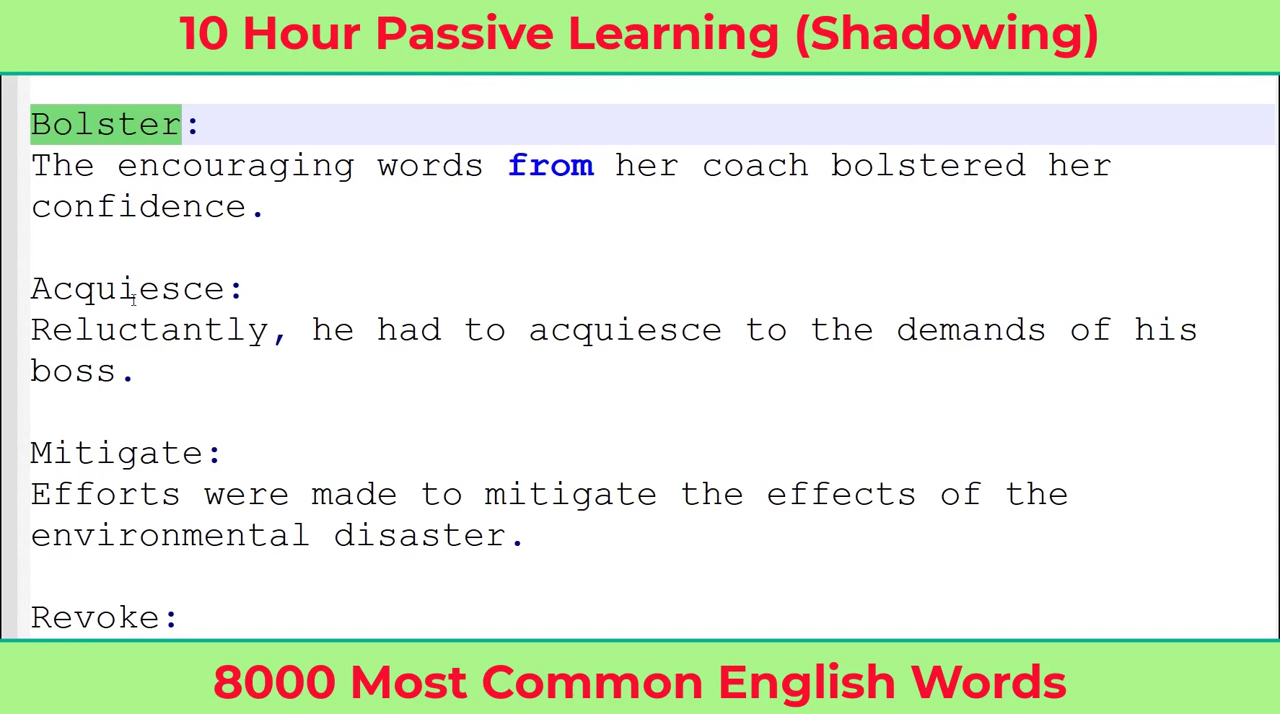 10 Hour Passive Learning (Shadowing)
Bolster:
The encouraging words from her coach bolstered her
confidence.
Acquiesce:
Reluctantly, he had to acquiesce to the demands of his
boss.
Mitigate:
Efforts were made to mitigate the effects of the
environmental disaster.
Revoke:
8000 Most Common English Words